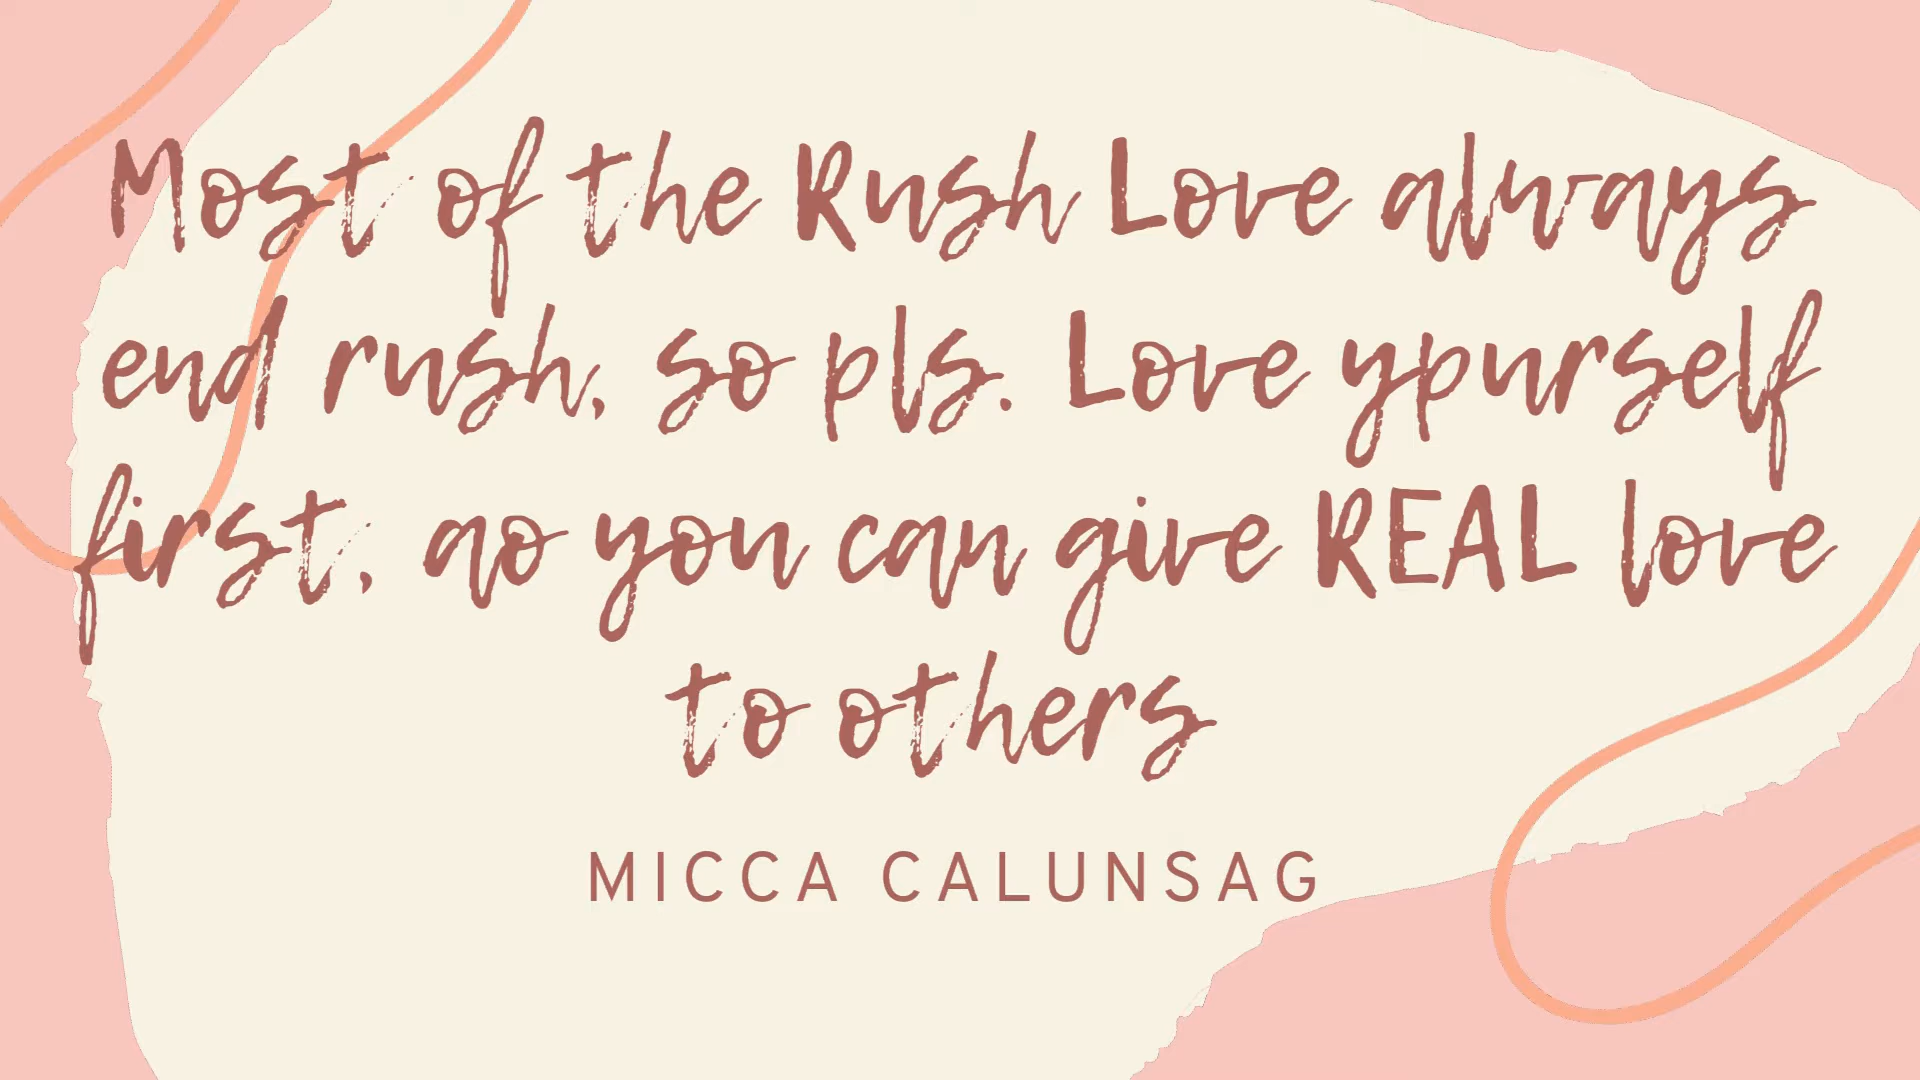 Most of the Rush Love always
end rush, so pls. Love ypurself
first, ao you can give REAL love
to others
MICCA CALUNSAG